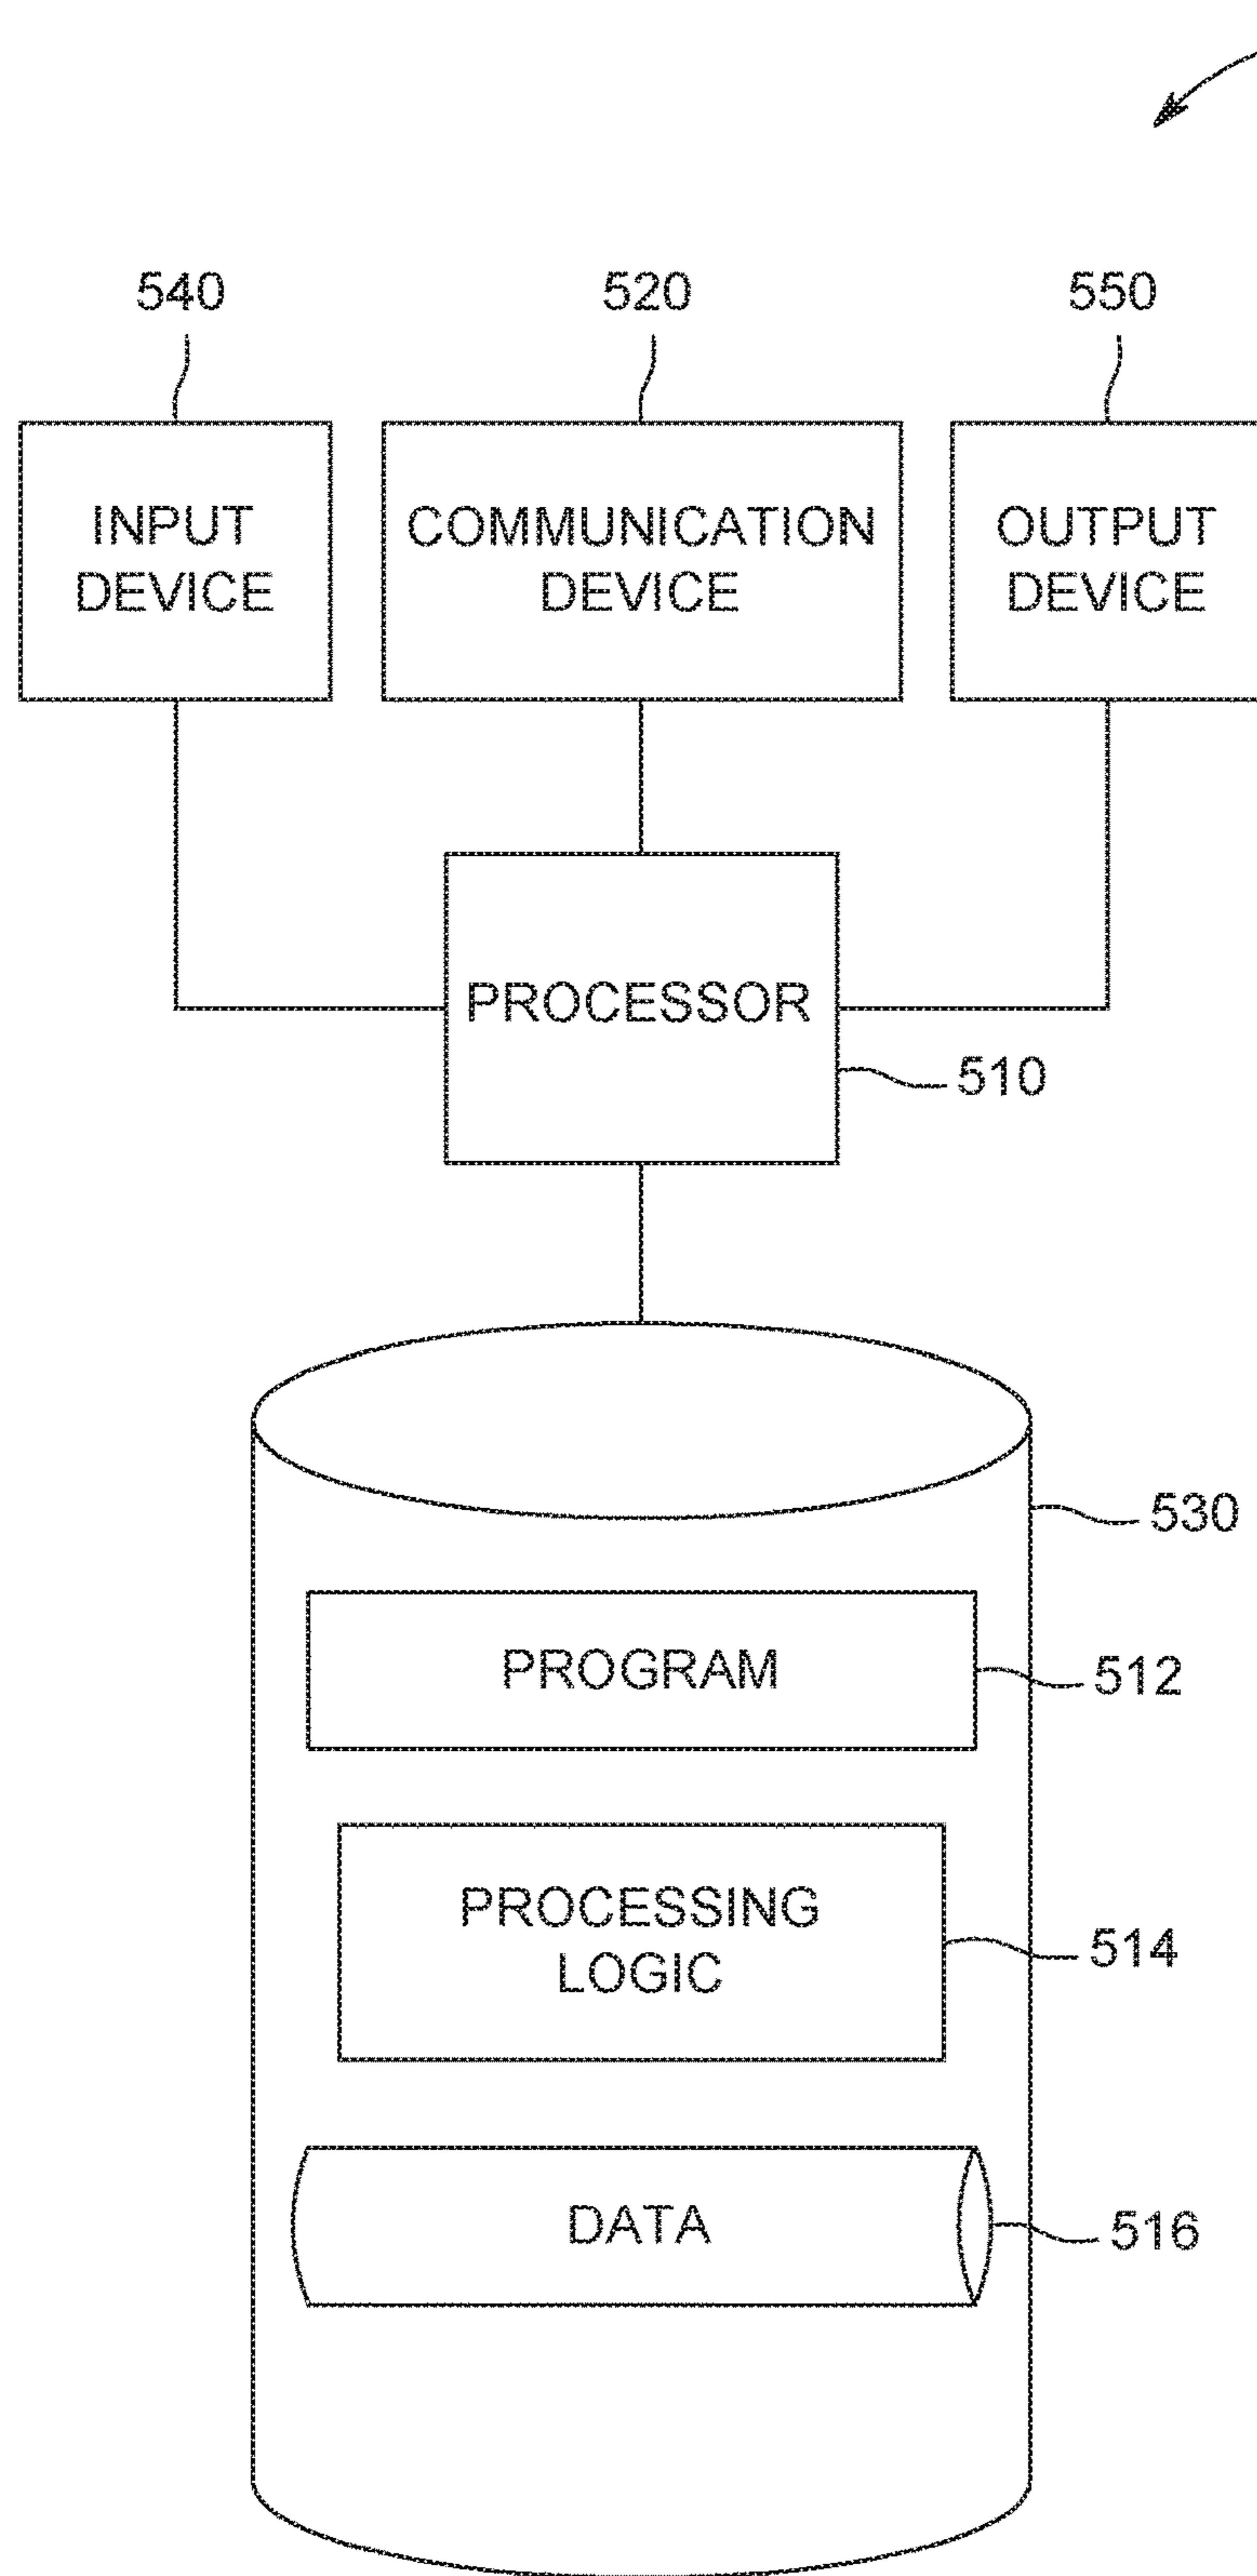 540
520
550
INPUT
DEVICE
COMMUNICATION
DEVICE
OUTPUT
DEVICE
PROCESSOR
510
530
PROGRAM
512
PROCESSING
LOGIC
514
DATA
516